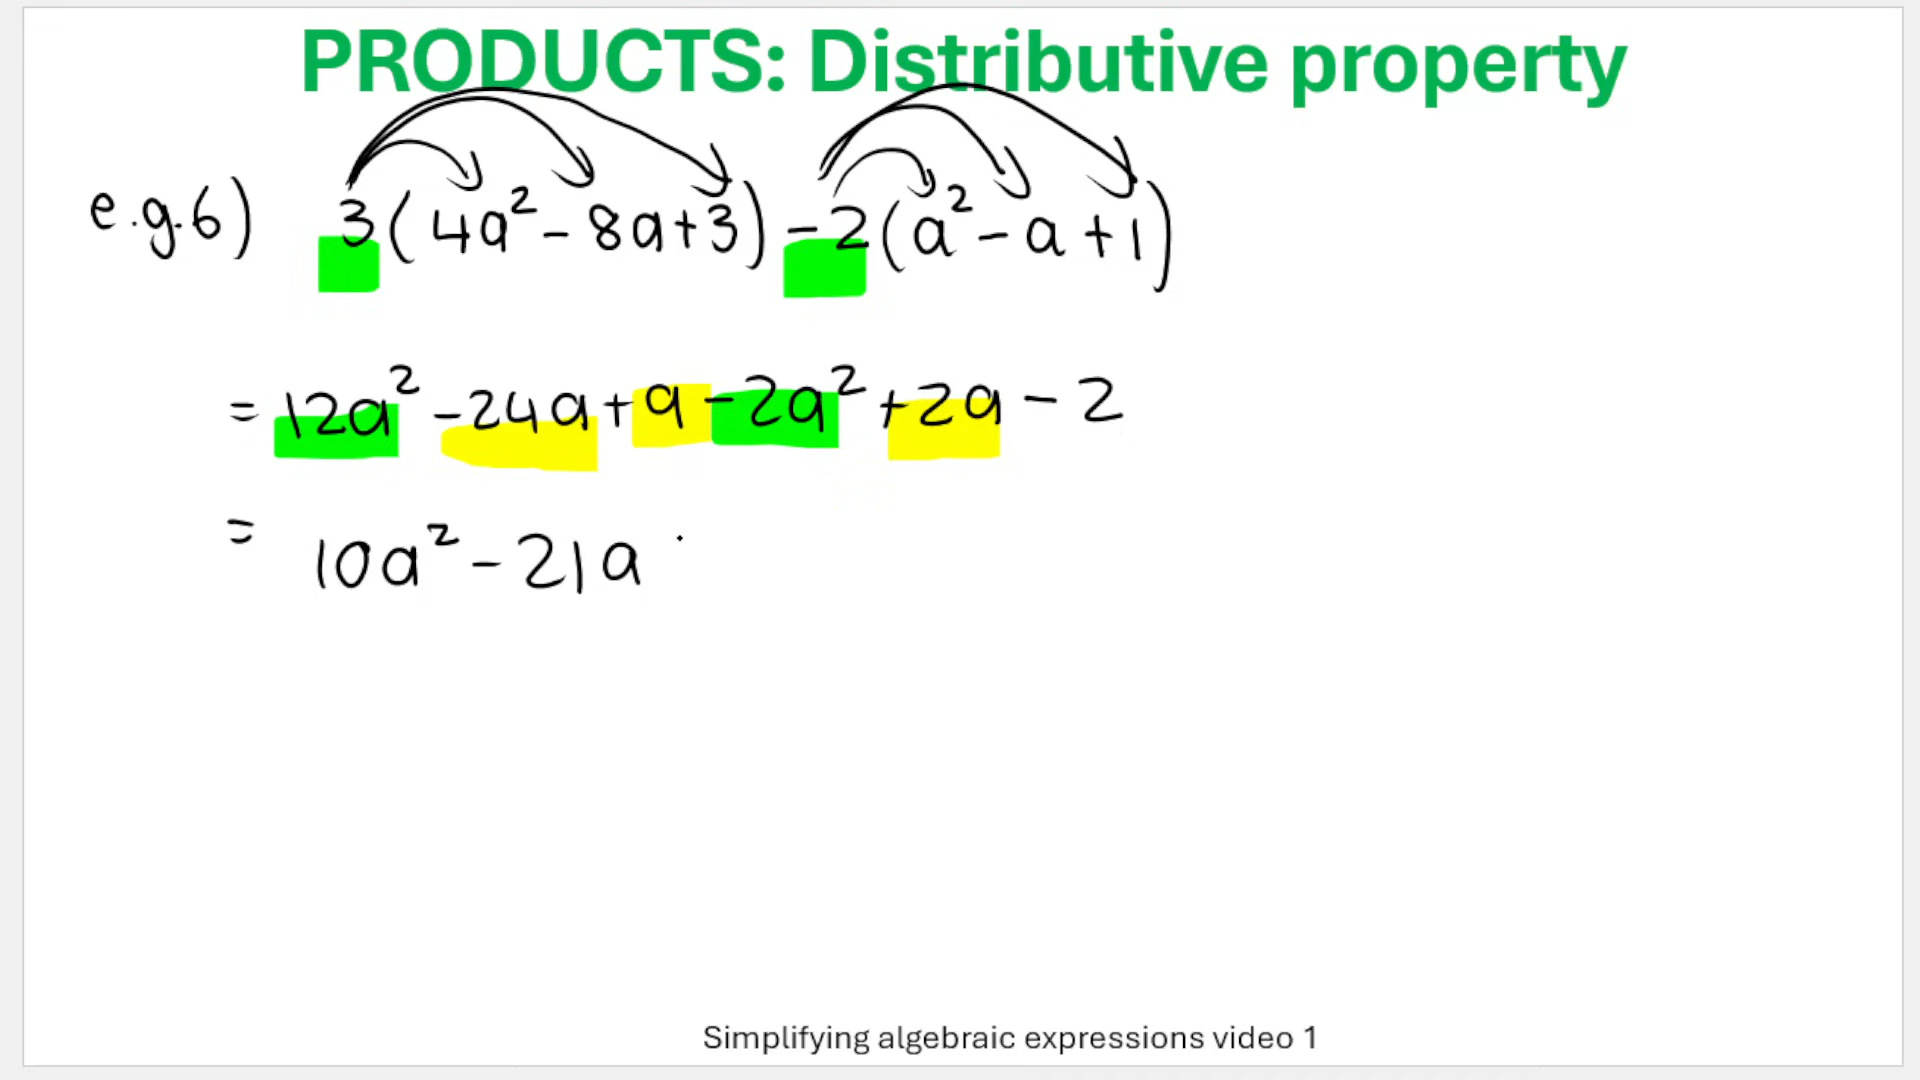 PRODUCTS: Distributive property
e.g.6) 3(4a² - 8a + 3) - 2(a² - a + 1)
= 12a² - 24a + a - 2a² + 2a - 2
= 10a² - 21a
Simplifying algebraic expressions video 1